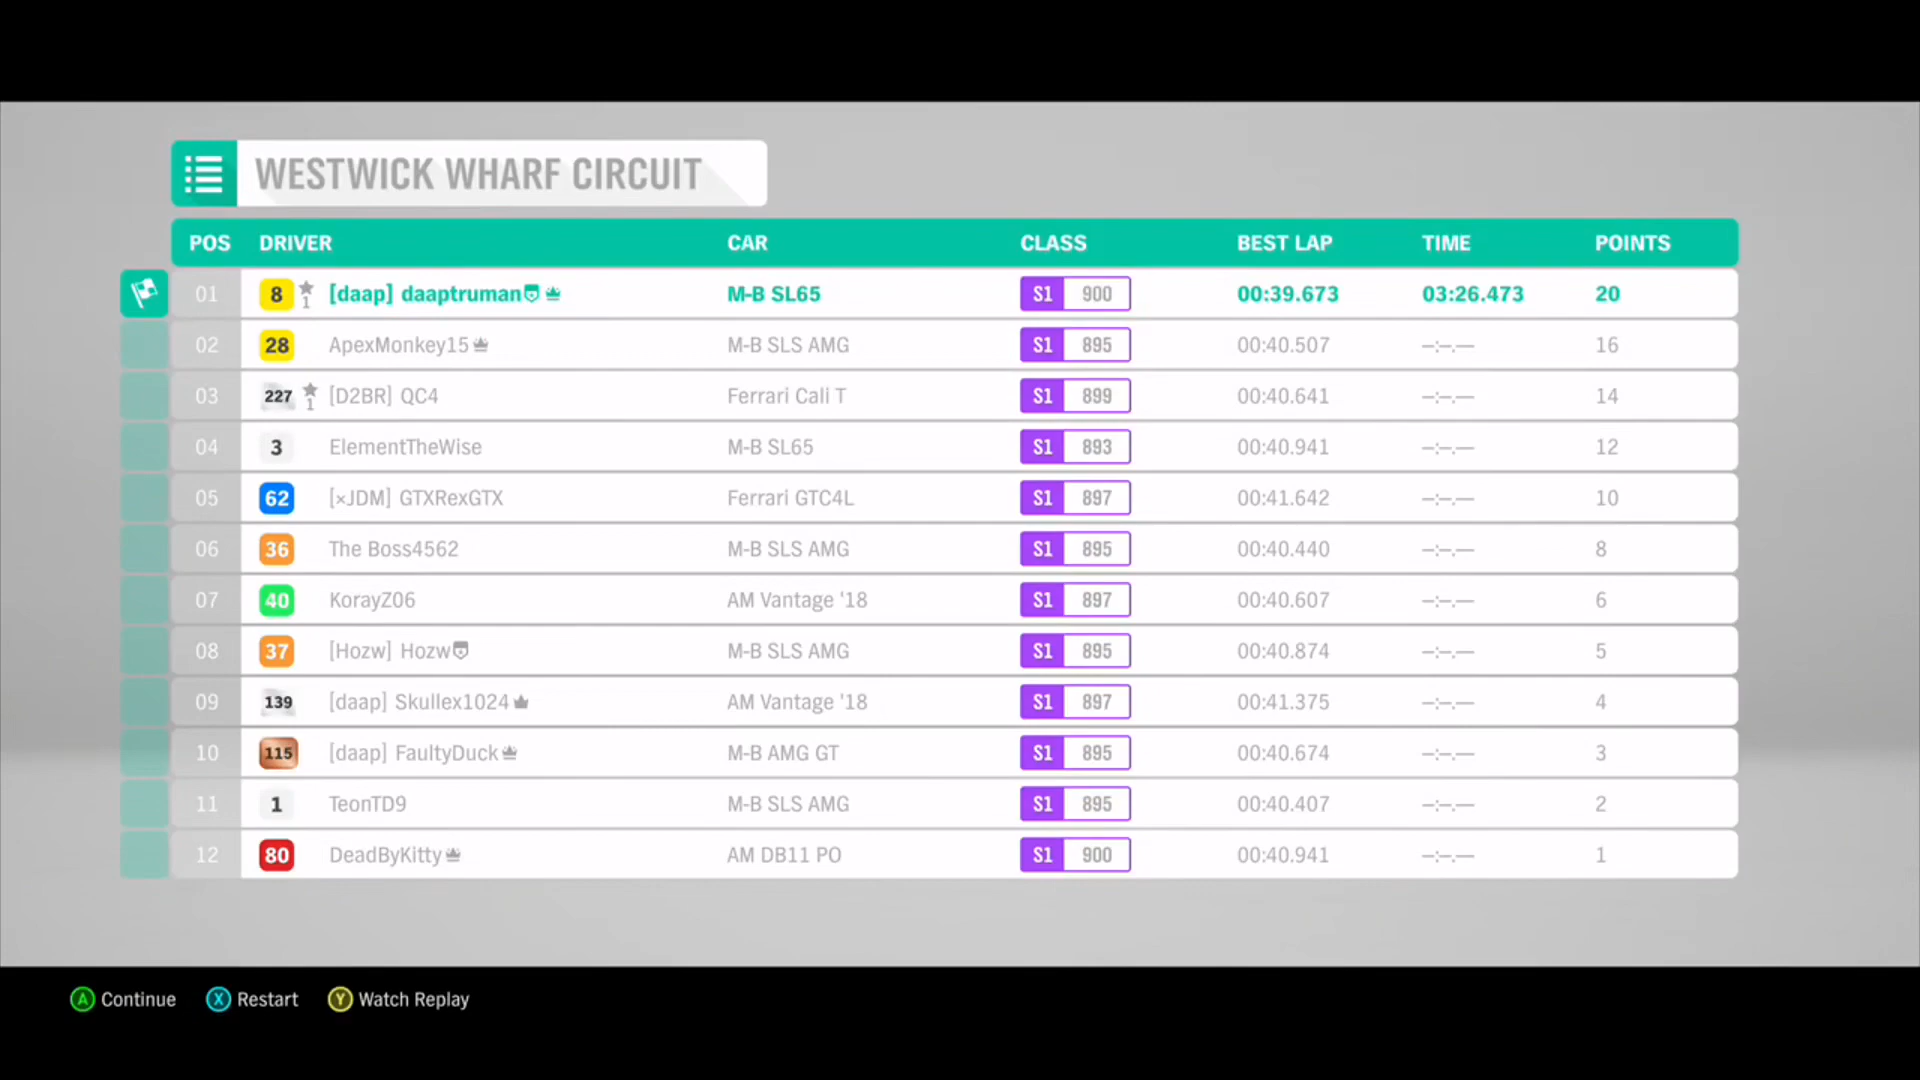 WESTWICK WHARF CIRCUIT
POS DRIVER CAR CLASS BEST LAP TIME POINTS
01 8 1 [daap] daaptruman M-B SL65 S1 900 00:39.673 03:26.473 20
02 28 ApexMonkey15 M-B SLS AMG S1 895 00:40.507 --:--.--- 16
03 227 1 [D2BR] QC4 Ferrari Cali T S1 899 00:40.641 --:--.--- 14
04 3 ElementTheWise M-B SL65 S1 893 00:40.941 --:--.--- 12
05 62 [×JDM] GTXRexGTX Ferrari GTC4L S1 897 00:41.642 --:--.--- 10
06 36 The Boss4562 M-B SLS AMG S1 895 00:40.440 --:--.--- 8
07 40 KorayZ06 AM Vantage '18 S1 897 00:40.607 --:--.--- 6
08 37 [Hozw] Hozw M-B SLS AMG S1 895 00:40.874 --:--.--- 5
09 139 [daap] Skullex1024 AM Vantage '18 S1 897 00:41.375 --:--.--- 4
10 115 [daap] FaultyDuck M-B AMG GT S1 895 00:40.674 --:--.--- 3
11 1 TeonTD9 M-B SLS AMG S1 895 00:40.407 --:--.--- 2
12 80 DeadByKitty AM DB11 PO S1 900 00:40.941 --:--.--- 1
A Continue X Restart Y Watch Replay